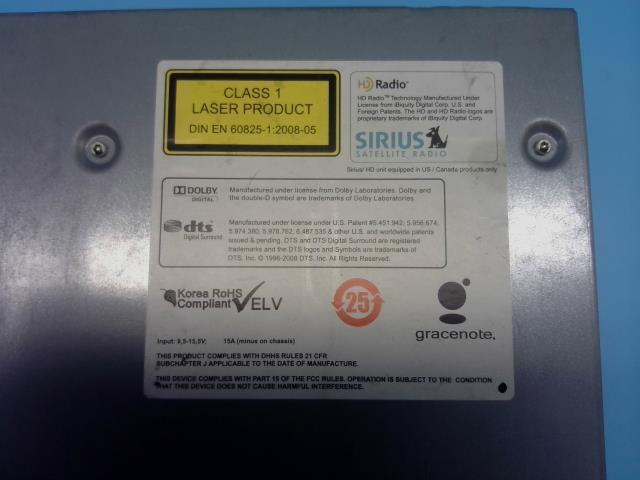 CLASS 1
LASER PRODUCT
DIN EN 60825-1:2008-05
HD Radio™
HD Radio™ Technology Manufactured Under
License from iBiquity Digital Corp. U.S. and
Foreign Patents. The HD and HD Radio logos are
proprietary trademarks of iBiquity Digital Corp.
SIRIUS
SATELLITE RADIO
Sirius/ HD unit equipped in US / Canada products only
DOLBY
DIGITAL
Manufactured under license from Dolby Laboratories. Dolby and
the double-D symbol are trademarks of Dolby Laboratories.
dts
Digital Surround
Manufactured under license under U.S. Patent #5,451,942; 5,956,674;
5,974,380; 5,978,762; 6,487,535 & other U.S. and worldwide patents
issued & pending. DTS and DTS Digital Surround are registered
trademarks and the DTS logos and Symbols are trademarks of
DTS, Inc. © 1996-2008 DTS, Inc. All Rights Reserved.
Korea RoHS
Compliant
ELV
25
gracenote.
Input: 9,5-15,5V: 15A (minus on chassis)
THIS PRODUCT COMPLIES WITH DHHS RULES 21 CFR
SUBCHAPTER J APPLICABLE TO THE DATE OF MANUFACTURE.
THIS DEVICE COMPLIES WITH PART 15 OF THE FCC RULES. OPERATION IS SUBJECT TO THE CONDITION
THAT THIS DEVICE DOES NOT CAUSE HARMFUL INTERFERENCE.